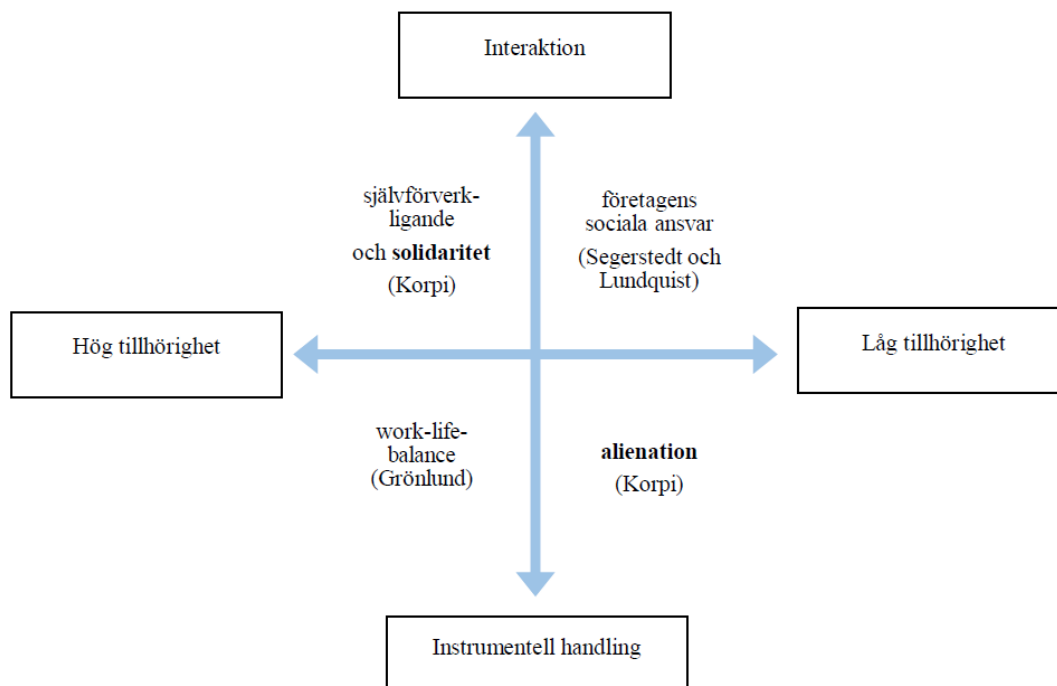 Interaktion
självförverk-
ligande
och solidaritet
(Korpi)
företagens
sociala ansvar
(Segerstedt och
Lundquist)
Hög tillhörighet
Låg tillhörighet
work-life-
balance
(Grönlund)
alienation
(Korpi)
Instrumentell handling